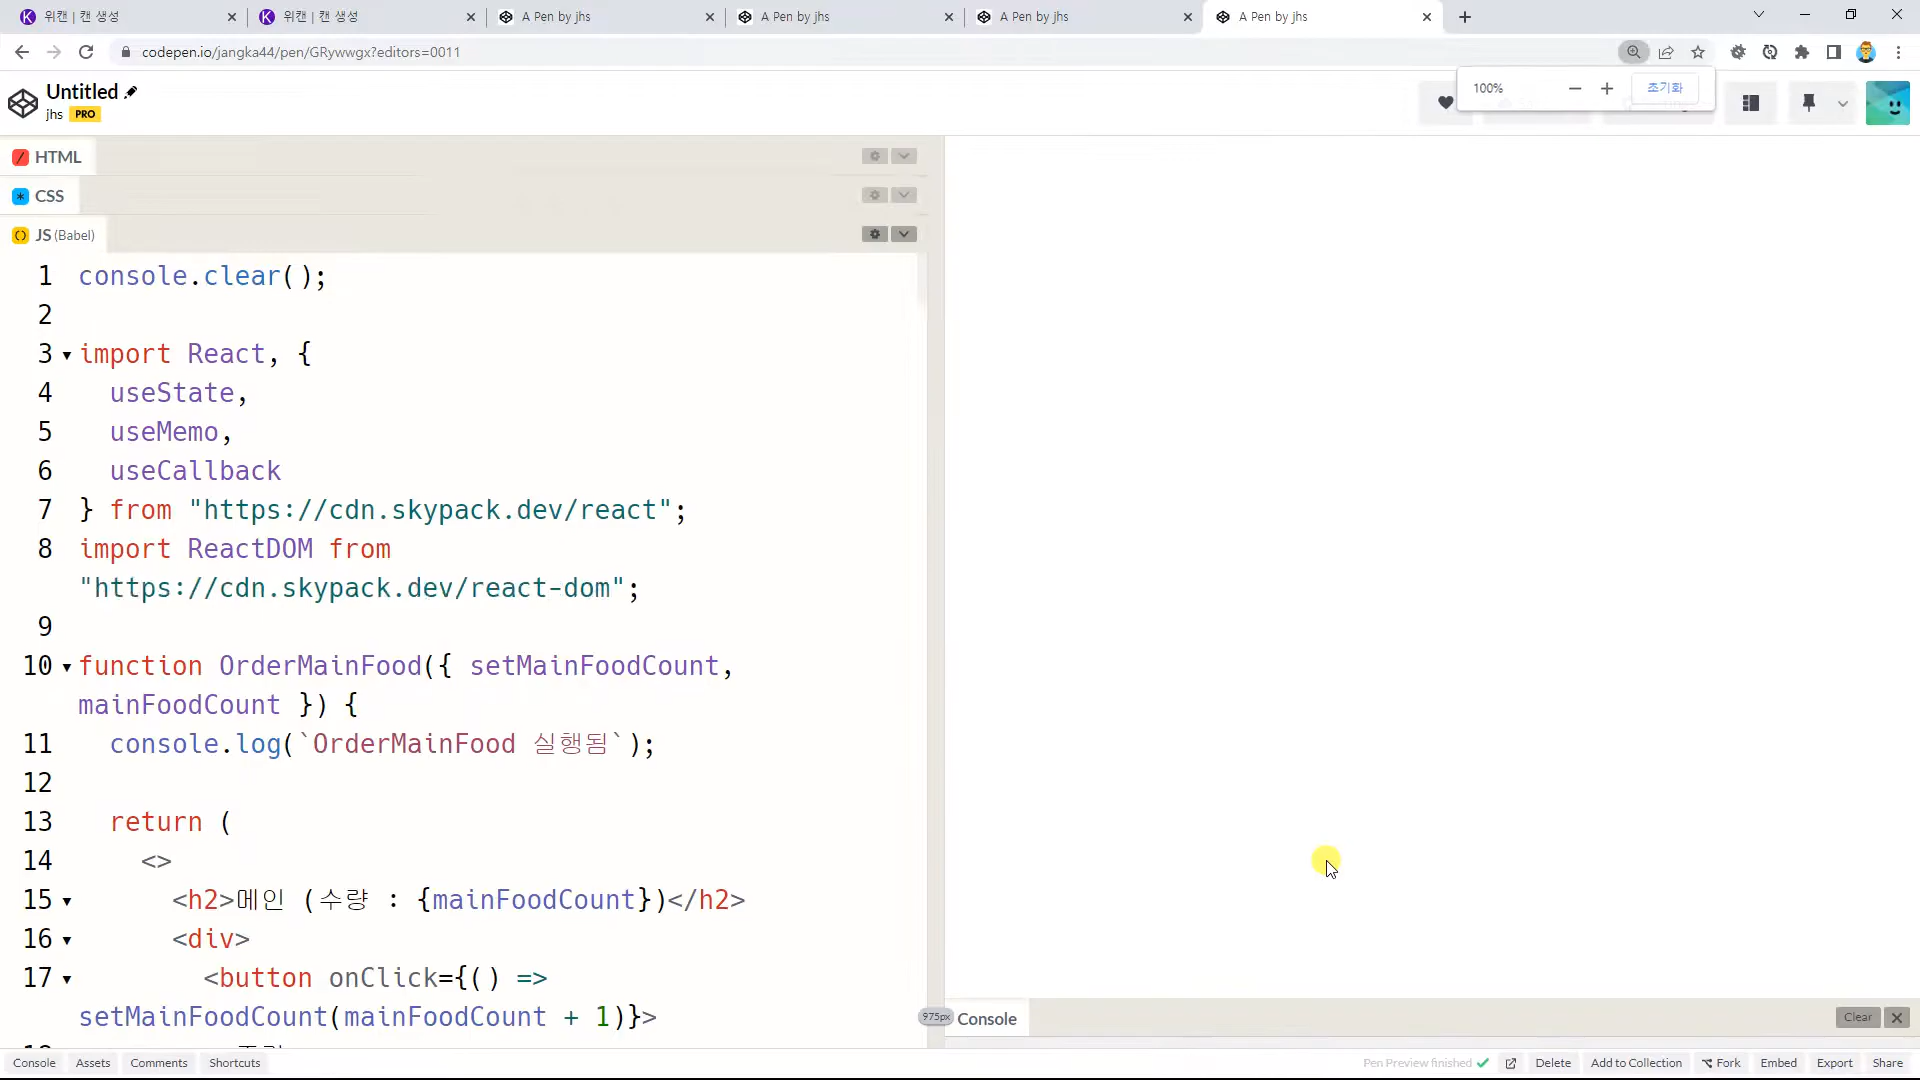 위캔 | 캔 생성
위캔 | 캔 생성
A Pen by jhs
A Pen by jhs
A Pen by jhs
A Pen by jhs
codepen.io/jangka44/pen/GRywwgx?editors=0011
100%
초기화
Untitled
jhs PRO
HTML
CSS
JS (Babel)
1 console.clear();
2
3 import React, {
4 useState,
5 useMemo,
6 useCallback
7 } from "https://cdn.skypack.dev/react";
8 import ReactDOM from
"https://cdn.skypack.dev/react-dom";
9
10 function OrderMainFood({ setMainFoodCount,
mainFoodCount }) {
11 console.log(`OrderMainFood 실행됨`);
12
13 return (
14 <>
15 <h2>메인 (수량 : {mainFoodCount})</h2>
16 <div>
17 <button onClick={() =>
setMainFoodCount(mainFoodCount + 1)}>
975px
Console
Clear
Console
Assets
Comments
Shortcuts
Pen Preview finished
Delete
Add to Collection
Fork
Embed
Export
Share